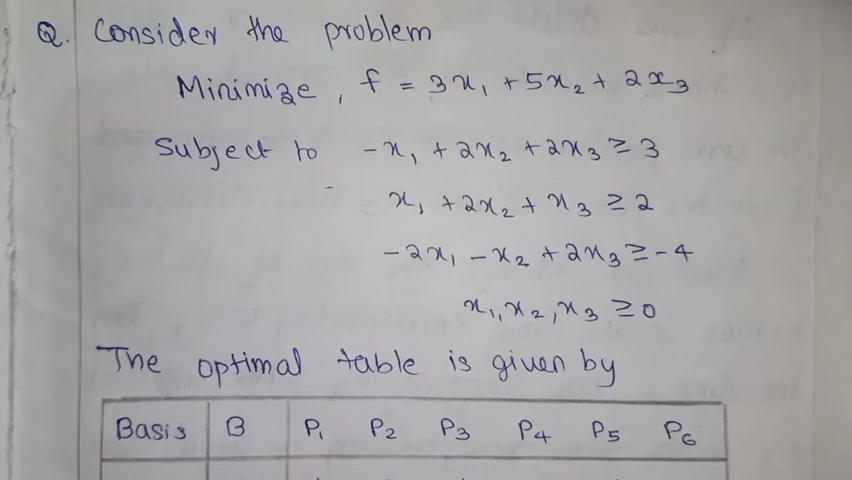 Q. Consider the problem
Minimize, f = 3x₁ + 5x₂ + 2x₃
Subject to -x₁ + 2x₂ + 2x₃ ≥ 3
x₁ + 2x₂ + x₃ ≥ 2
-2x₁ - x₂ + 2x₃ ≥ -4
x₁, x₂, x₃ ≥ 0
The optimal table is given by
Basis B P₁ P₂ P₃ P₄ P₅ P₆